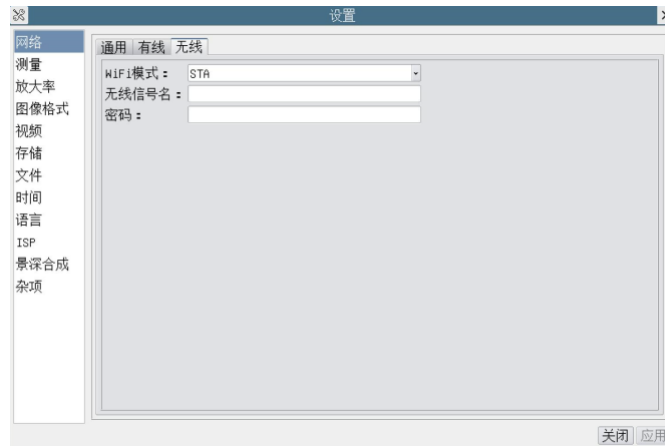 设置
网络
测量
放大率
图像格式
视频
存储
文件
时间
语言
ISP
景深合成
杂项
通用 有线 无线
WiFi模式： STA
无线信号名：
密码：
关闭 应用